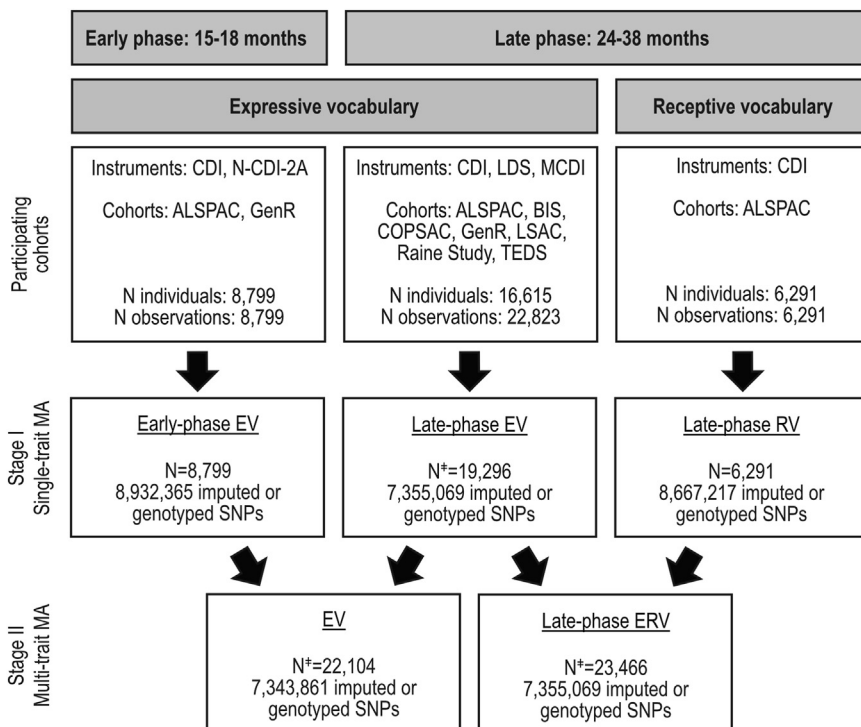 Early phase: 15-18 months
Late phase: 24-38 months
Expressive vocabulary
Receptive vocabulary
Participating
cohorts
Instruments: CDI, N-CDI-2A
Cohorts: ALSPAC, GenR
N individuals: 8,799
N observations: 8,799
Instruments: CDI, LDS, MCDI
Cohorts: ALSPAC, BIS,
COPSAC, GenR, LSAC,
Raine Study, TEDS
N individuals: 16,615
N observations: 22,823
Instruments: CDI
Cohorts: ALSPAC
N individuals: 6,291
N observations: 6,291
Stage I
Single-trait MA
Early-phase EV
N=8,799
8,932,365 imputed or
genotyped SNPs
Late-phase EV
N‡=19,296
7,355,069 imputed or
genotyped SNPs
Late-phase RV
N=6,291
8,667,217 imputed or
genotyped SNPs
Stage II
Multi-trait MA
EV
N‡=22,104
7,343,861 imputed or
genotyped SNPs
Late-phase ERV
N‡=23,466
7,355,069 imputed or
genotyped SNPs